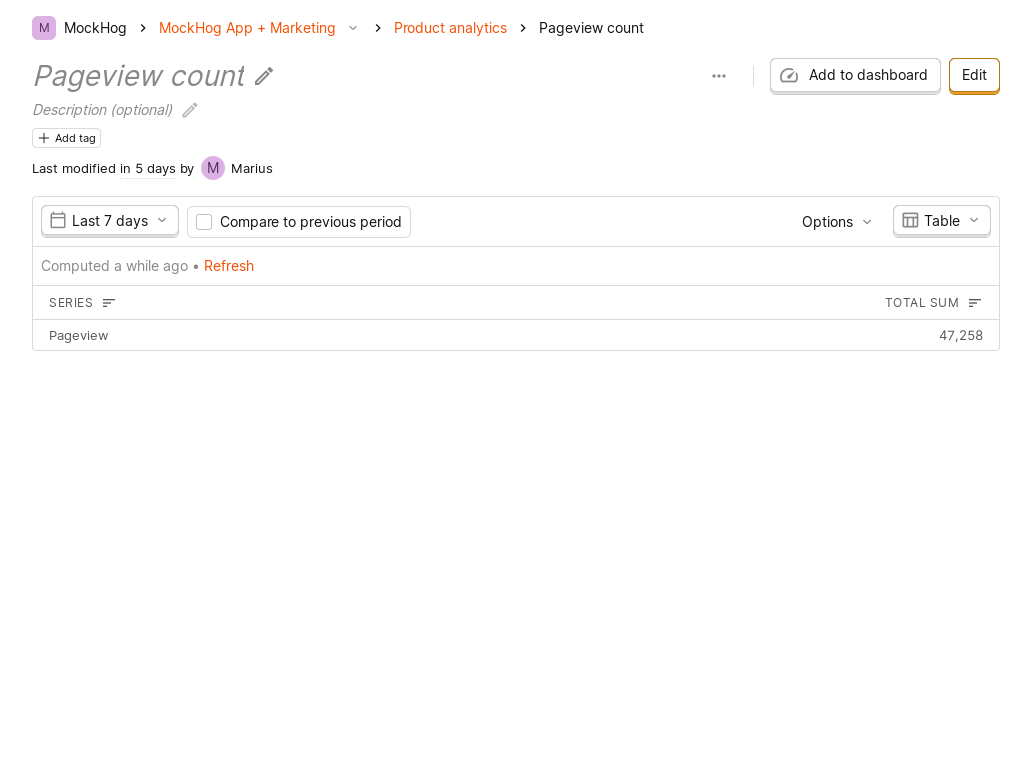 M MockHog MockHog App + Marketing Product analytics Pageview count
Pageview count
Add to dashboard Edit
Description (optional)
Add tag
Last modified in 5 days by M Marius
Last 7 days Compare to previous period Options Table
Computed a while ago • Refresh
SERIES TOTAL SUM
Pageview 47,258